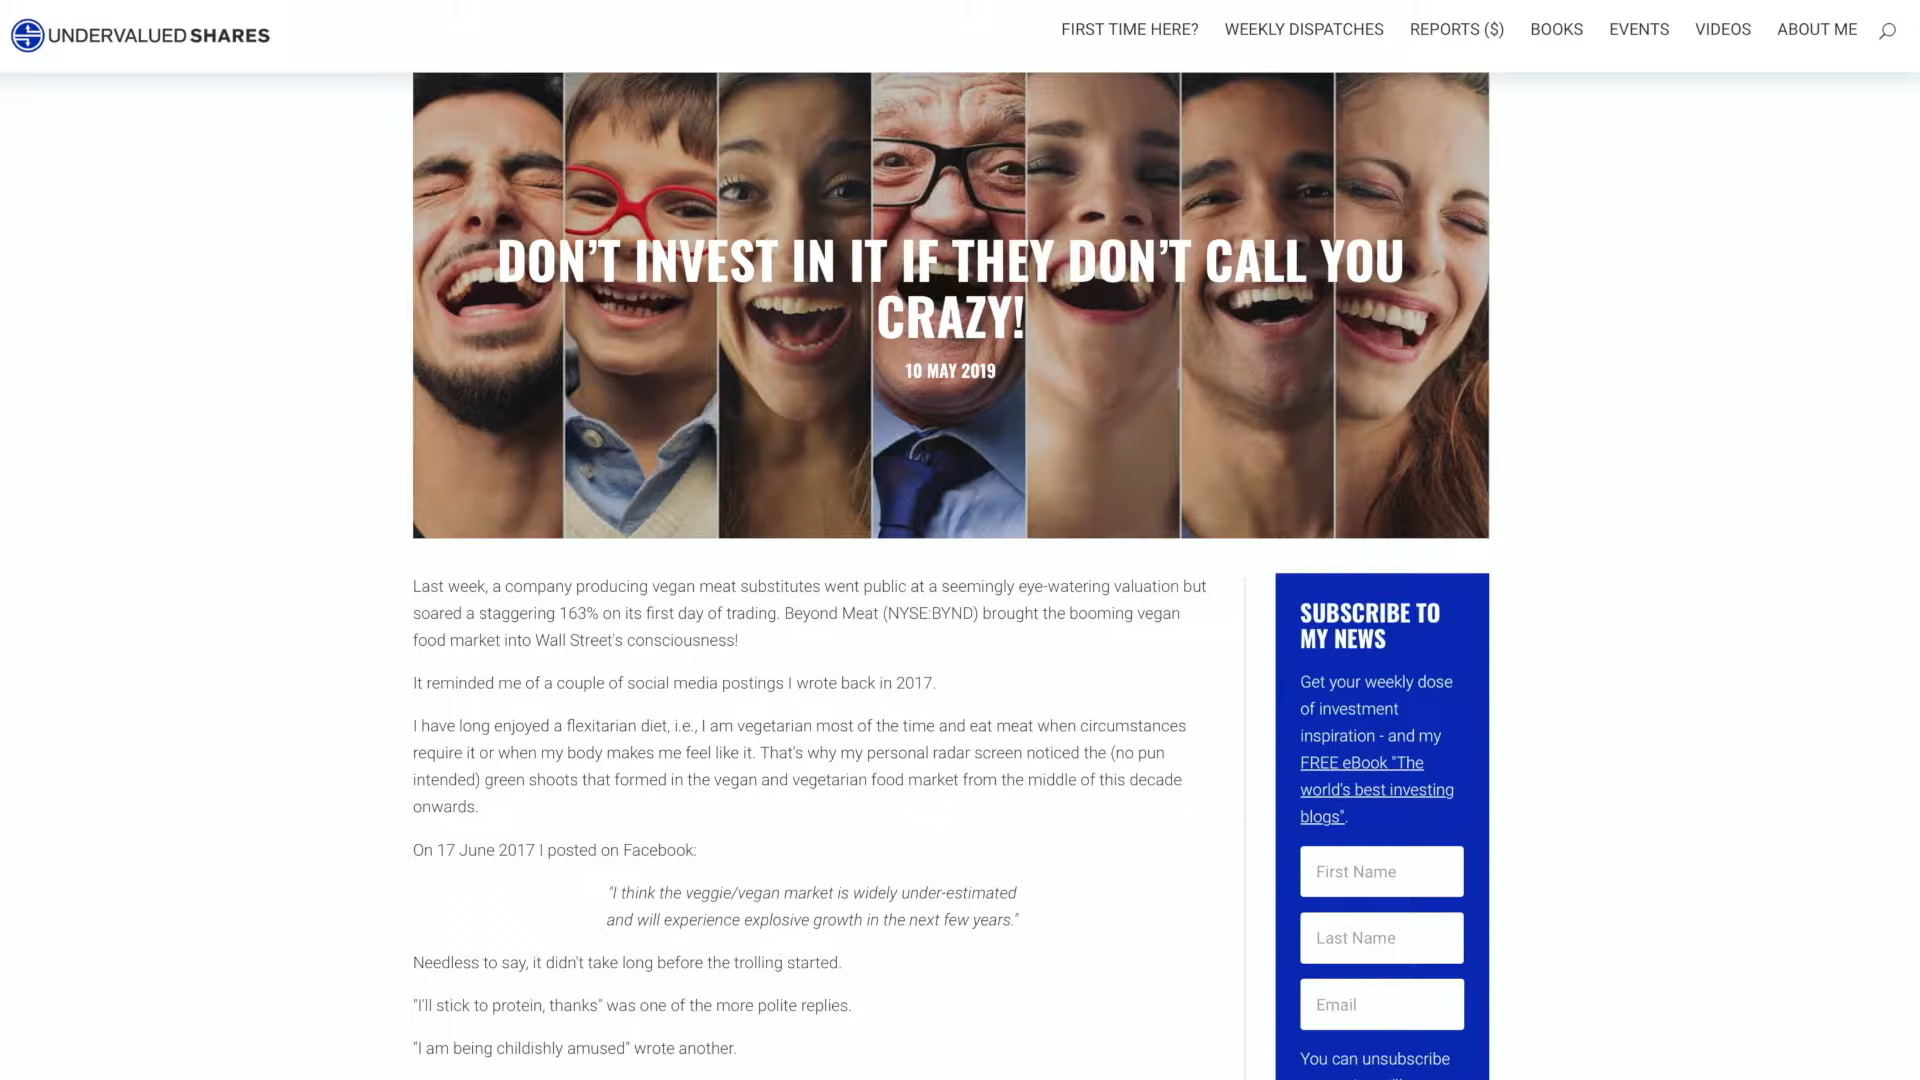 UNDERVALUED SHARES
FIRST TIME HERE? WEEKLY DISPATCHES REPORTS ($) BOOKS EVENTS VIDEOS ABOUT ME
DON'T INVEST IN IT IF THEY DON'T CALL YOU
CRAZY!
10 MAY 2019
Last week, a company producing vegan meat substitutes went public at a seemingly eye-watering valuation but
soared a staggering 163% on its first day of trading. Beyond Meat (NYSE:BYND) brought the booming vegan
food market into Wall Street's consciousness!
It reminded me of a couple of social media postings I wrote back in 2017.
I have long enjoyed a flexitarian diet, i.e., I am vegetarian most of the time and eat meat when circumstances
require it or when my body makes me feel like it. That's why my personal radar screen noticed the (no pun
intended) green shoots that formed in the vegan and vegetarian food market from the middle of this decade
onwards.
On 17 June 2017 I posted on Facebook:
"I think the veggie/vegan market is widely under-estimated
and will experience explosive growth in the next few years."
Needless to say, it didn't take long before the trolling started.
"I'll stick to protein, thanks" was one of the more polite replies.
"I am being childishly amused" wrote another.
SUBSCRIBE TO
MY NEWS
Get your weekly dose
of investment
inspiration - and my
FREE eBook "The
world's best investing
blogs".
First Name
Last Name
Email
You can unsubscribe